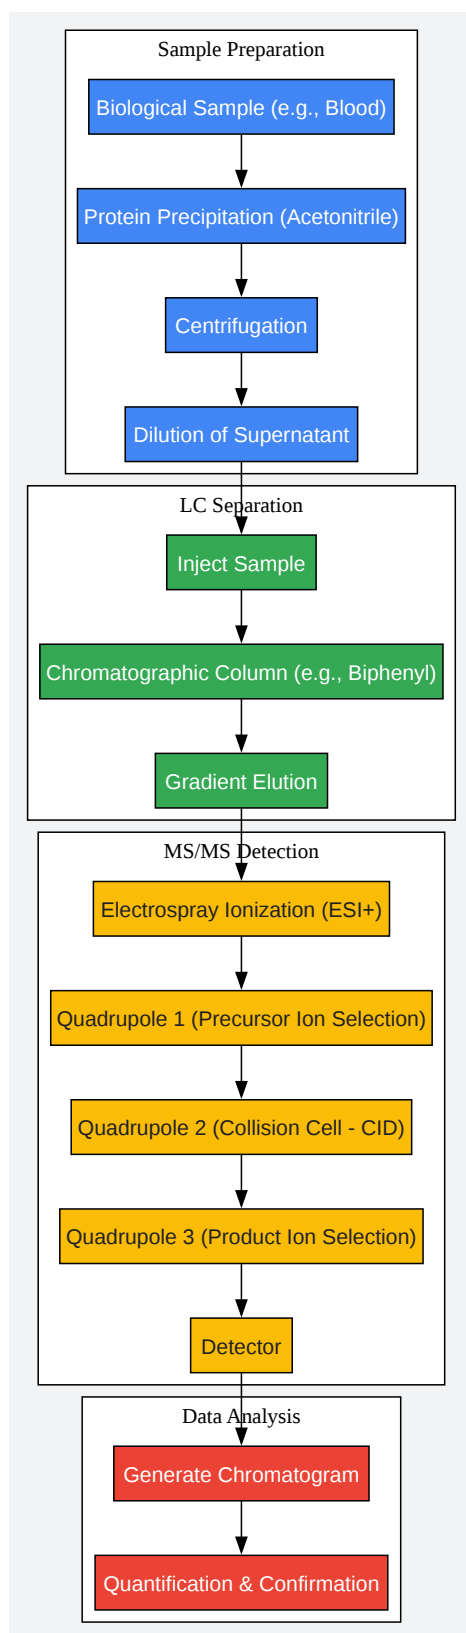 Sample Preparation
Biological Sample (e.g., Blood)
Protein Precipitation (Acetonitrile)
Centrifugation
Dilution of Supernatant
LC Separation
Inject Sample
Chromatographic Column (e.g., Biphenyl)
Gradient Elution
MS/MS Detection
Electrospray Ionization (ESI+)
Quadrupole 1 (Precursor Ion Selection)
Quadrupole 2 (Collision Cell - CID)
Quadrupole 3 (Product Ion Selection)
Detector
Data Analysis
Generate Chromatogram
Quantification & Confirmation